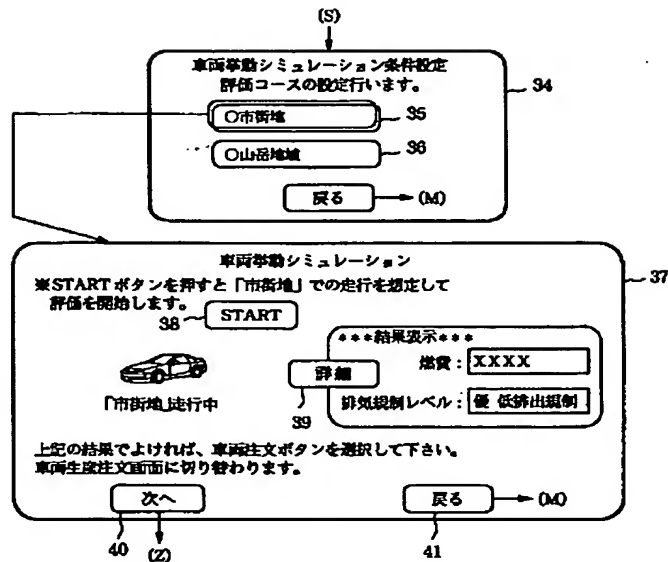 (S)
車両挙動シミュレーション条件設定
評価コースの設定行います。
34
○市街地
35
○山岳地域
36
戻る
(M)
車両挙動シミュレーション
37
※STARTボタンを押すと「市街地」での走行を想定して
評価を開始します。
38
START
***結果表示***
燃費:
XXXX
詳細
39
排気規制レベル:
優 低排出規制
「市街地」走行中
上記の結果でよければ、車両注文ボタンを選択して下さい。
車両生産注文画面に切り替わります。
次へ
戻る
(M)
40
(Z)
41